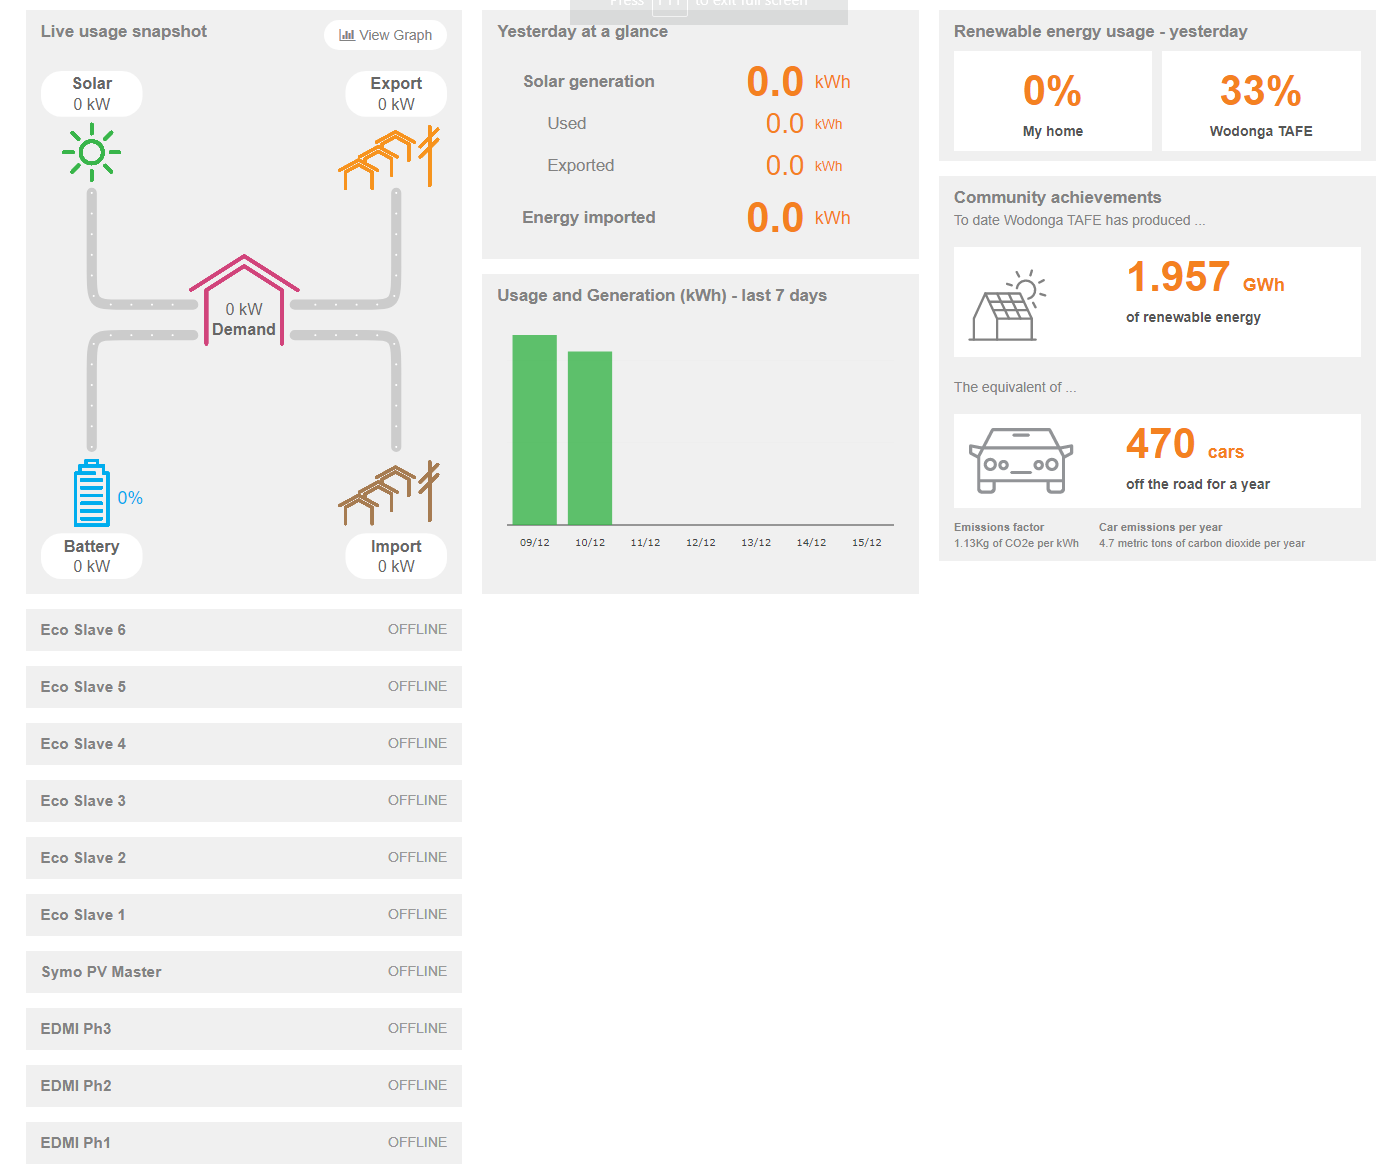 Press F11 to exit full screen
Live usage snapshot
View Graph
Solar
0 kW
Export
0 kW
0 kW
Demand
0%
Battery
0 kW
Import
0 kW
Eco Slave 6 OFFLINE
Eco Slave 5 OFFLINE
Eco Slave 4 OFFLINE
Eco Slave 3 OFFLINE
Eco Slave 2 OFFLINE
Eco Slave 1 OFFLINE
Symo PV Master OFFLINE
EDMI Ph3 OFFLINE
EDMI Ph2 OFFLINE
EDMI Ph1 OFFLINE
Yesterday at a glance
Solar generation 0.0 kWh
Used 0.0 kWh
Exported 0.0 kWh
Energy imported 0.0 kWh
Usage and Generation (kWh) - last 7 days
09/12 10/12 11/12 12/12 13/12 14/12 15/12
Renewable energy usage - yesterday
0%
My home
33%
Wodonga TAFE
Community achievements
To date Wodonga TAFE has produced ...
1.957 GWh
of renewable energy
The equivalent of ...
470 cars
off the road for a year
Emissions factor
1.13Kg of CO2e per kWh
Car emissions per year
4.7 metric tons of carbon dioxide per year